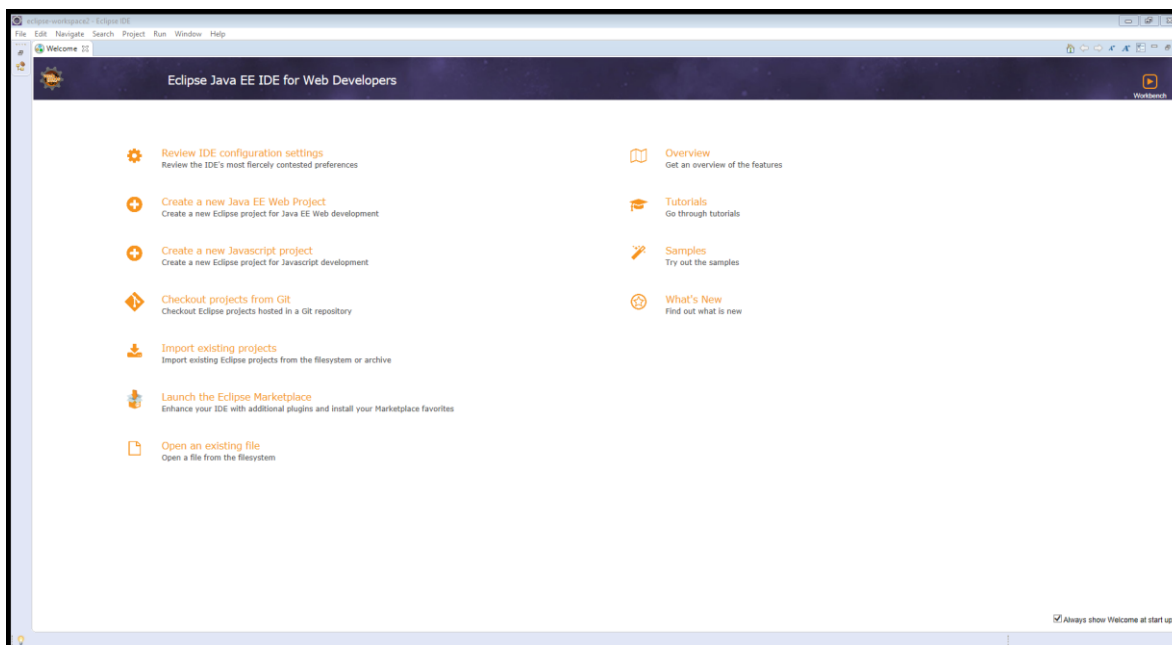 eclipse-workspace2 - Eclipse IDE
File Edit Navigate Search Project Run Window Help
Welcome
Eclipse Java EE IDE for Web Developers
Workbench
Review IDE configuration settings
Review the IDE's most fiercely contested preferences
Create a new Java EE Web Project
Create a new Eclipse project for Java EE Web development
Create a new Javascript project
Create a new Eclipse project for Javascript development
Checkout projects from Git
Checkout Eclipse projects hosted in a Git repository
Import existing projects
Import existing Eclipse projects from the filesystem or archive
Launch the Eclipse Marketplace
Enhance your IDE with additional plugins and install your Marketplace favorites
Open an existing file
Open a file from the filesystem
Overview
Get an overview of the features
Tutorials
Go through tutorials
Samples
Try out the samples
What's New
Find out what is new
Always show Welcome at start up